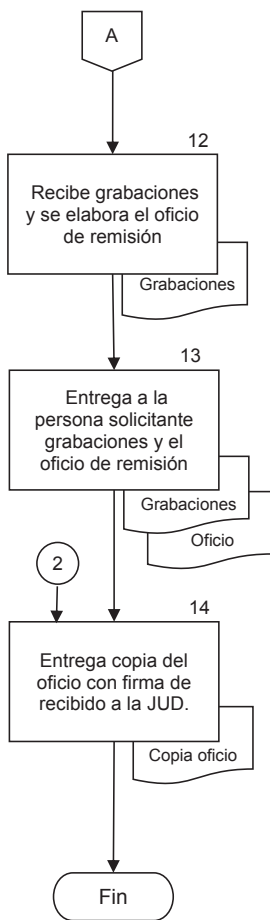 A
12
Recibe grabaciones
y se elabora el oficio
de remisión
Grabaciones
13
Entrega a la
persona solicitante
grabaciones y el
oficio de remisión
Grabaciones
Oficio
2
14
Entrega copia del
oficio con firma de
recibido a la JUD.
Copia oficio
Fin